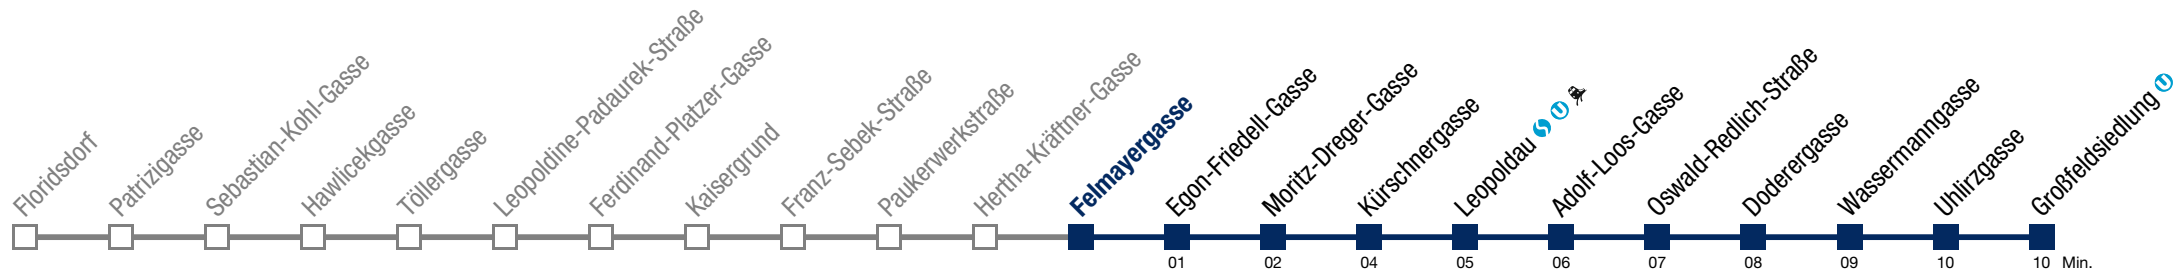 Floridsdorf
Patrizigasse
Sebastian-Kohl-Gasse
Hawlicekgasse
Töllergasse
Leopoldine-Padaurek-Straße
Ferdinand-Platzer-Gasse
Kaisergrund
Franz-Sebek-Straße
Paukerwerkstraße
Hertha-Kräftner-Gasse
Felmayergasse
Egon-Friedell-Gasse
Moritz-Dreger-Gasse
Kürschnergasse
Leopoldau S U
Adolf-Loos-Gasse
Oswald-Redlich-Straße
Doderergasse
Wassermanngasse
Uhlirzgasse
Großfeldsiedlung U
01 02 04 05 06 07 08 09 10 10 Min.